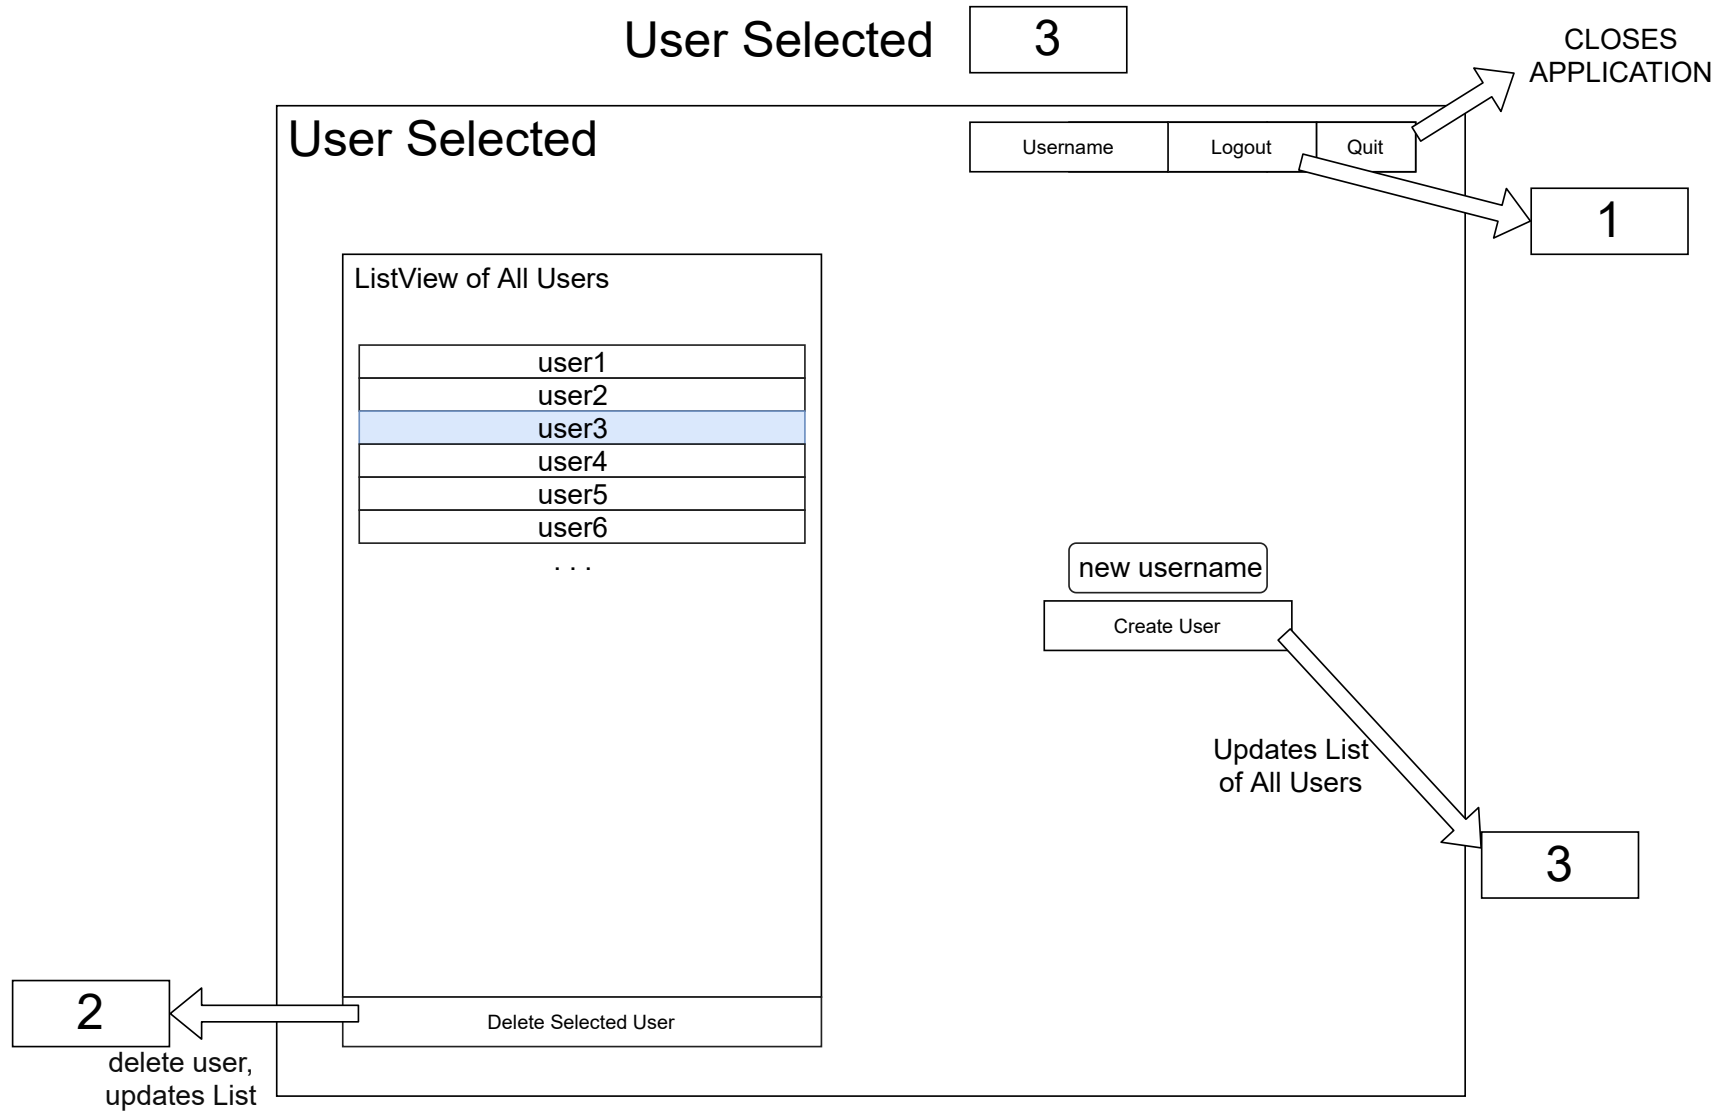 User Selected
3
CLOSES
APPLICATION
User Selected
Username
Logout
Quit
1
ListView of All Users
user1
user2
user3
user4
user5
user6
. . .
new username
Create User
Updates List
of All Users
3
2
Delete Selected User
delete user,
updates List